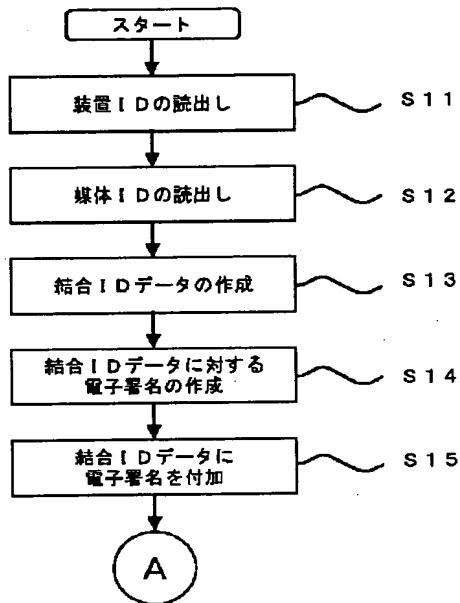 スタート
装置IDの読出し
S11
媒体IDの読出し
S12
結合IDデータの作成
S13
結合IDデータに対する
電子署名の作成
S14
結合IDデータに
電子署名を付加
S15
A